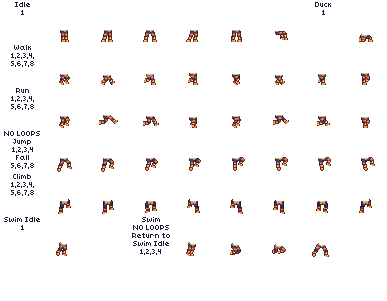 Idle
1
Duck
1
Walk
1,2,3,4,
5,6,7,8
Run
1,2,3,4,
5,6,7,8
NO LOOPS
Jump
1,2,3,4
Fall
5,6,7,8
Climb
1,2,3,4,
5,6,7,8
Swim Idle
1
Swim
NO LOOPS
Return to
Swim Idle
1,2,3,4